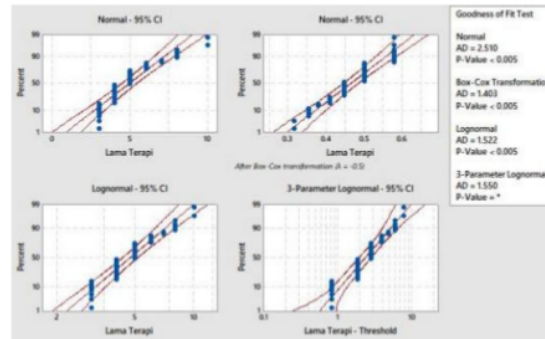 Normal - 95% CI
Normal - 95% CI
99
90
50
10
1
Percent
0
5
10
Lama Terapi
99
90
50
10
1
Percent
0.3
0.4
0.5
0.6
Lama Terapi
After Box-Cox transformation (λ = -0.5)
Lognormal - 95% CI
3-Parameter Lognormal - 95% CI
99
90
50
10
1
Percent
2
5
10
Lama Terapi
99
90
50
10
1
Percent
0.1
1
10
Lama Terapi - Threshold
Goodness of Fit Test
Normal
AD = 2.510
P-Value < 0.005
Box-Cox Transformatio
AD = 1.403
P-Value < 0.005
Lognormal
AD = 1.522
P-Value < 0.005
3-Parameter Lognormal
AD = 1.550
P-Value = *